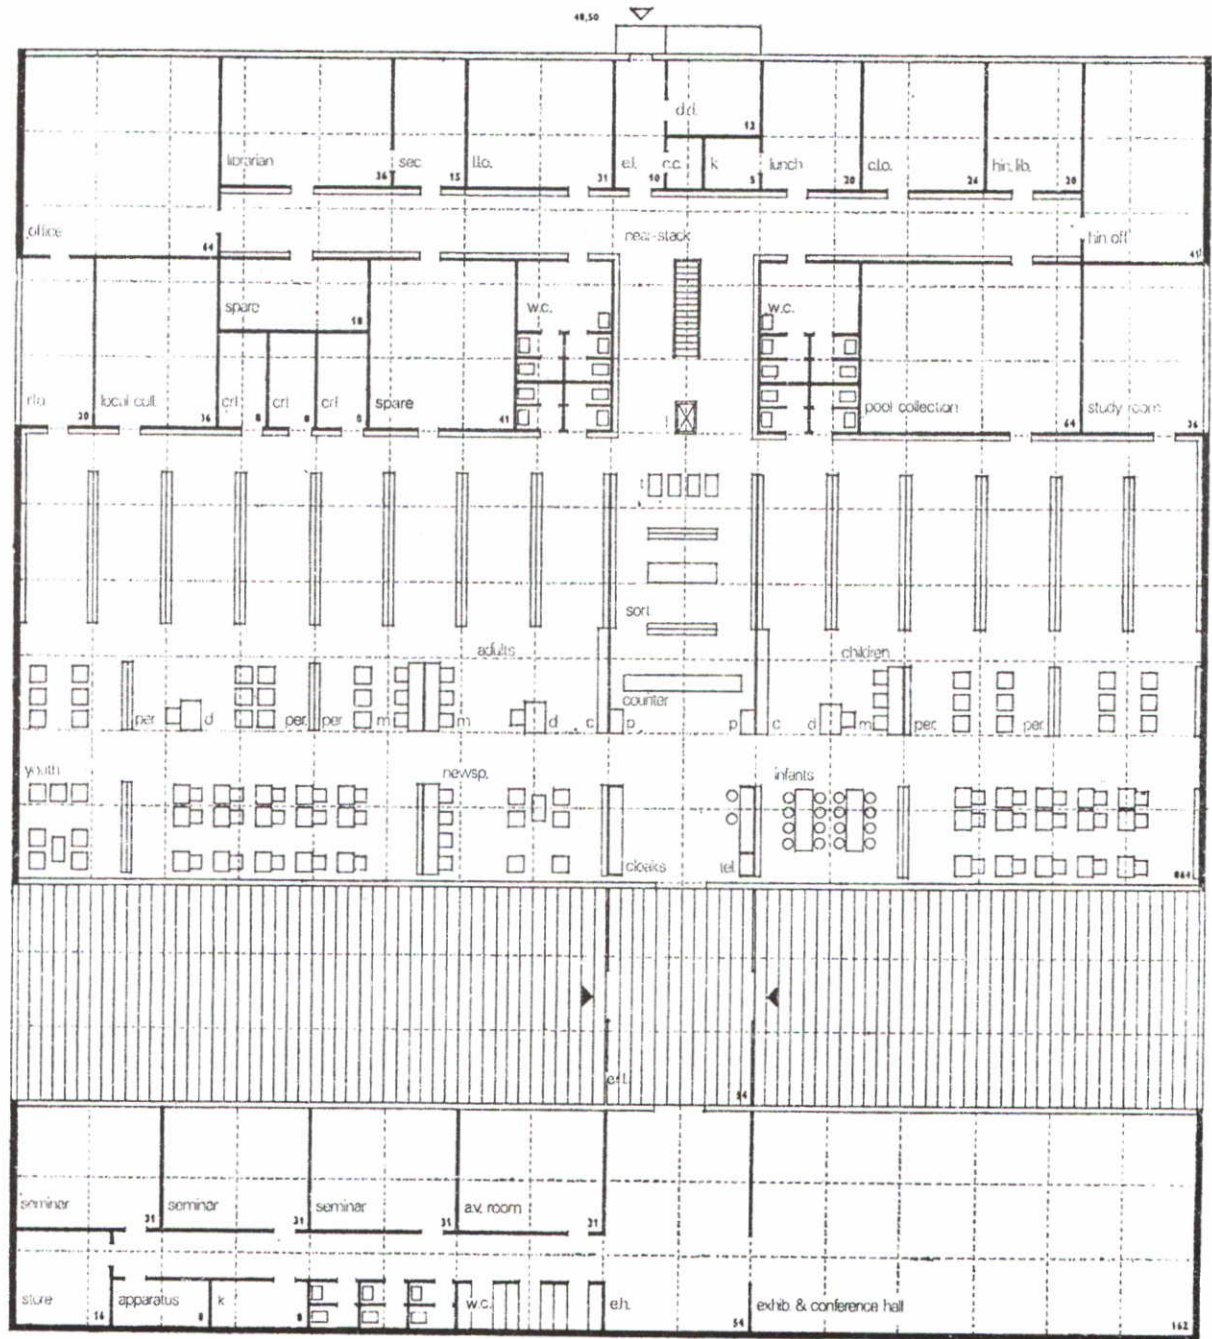 48,50
d.d.
12
librarian
36
sec.
15
l.l.o.
31
e.l.
10
c.c.
k
5
lunch
20
c.l.o.
24
hin. lib.
20
office
64
near-stack
hin. off.
41
spare
18
w.c.
w.c.
20
local coll.
36
crl
8
crl
8
crl
8
spare
41
l
pool collection
64
study room
36
t
sort.
adults
children
counter
per.
d
per.
per.
m
m
d
c
p.
p
c
d
m
per.
per.
youth
newsp.
infants
cloaks
tel.
864
e.h.
54
seminar
31
seminar
31
seminar
31
a.v. room
31
store
16
apparatus
8
k
8
w.c.
e.h.
54
exhib. & conference hall
162